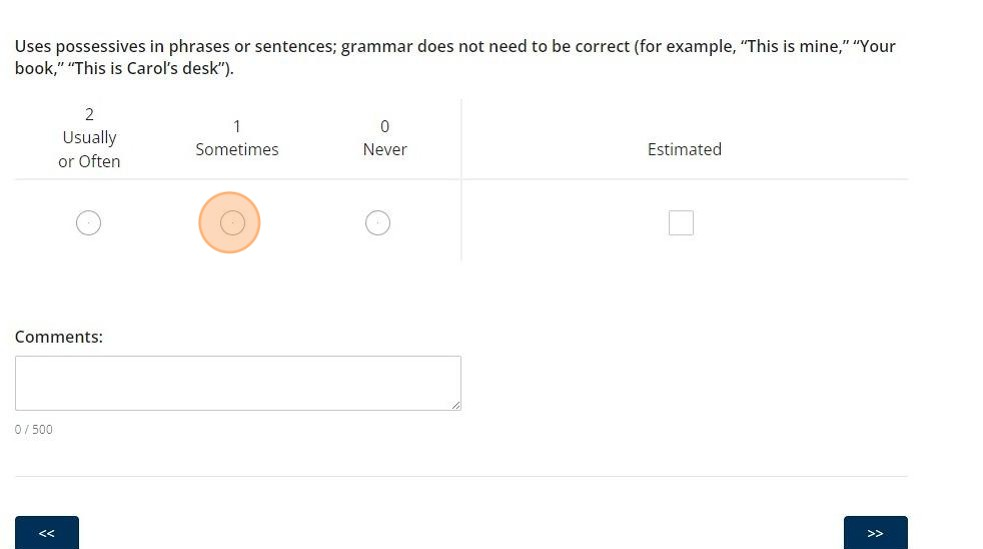 Uses possessives in phrases or sentences; grammar does not need to be correct (for example, “This is mine,” “Your
book,” “This is Carol’s desk”).
2
Usually
or Often
1
Sometimes
0
Never
Estimated
Comments:
0 / 500
<<
>>